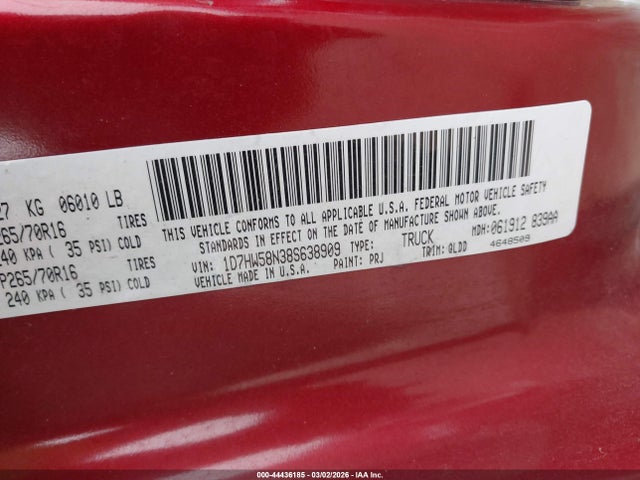 27 KG 06010 LB
265/70R16 TIRES
240 KPA ( 35 PSI) COLD
P265/70R16 TIRES
240 KPA ( 35 PSI) COLD
THIS VEHICLE CONFORMS TO ALL APPLICABLE U.S.A. FEDERAL MOTOR VEHICLE SAFETY
STANDARDS IN EFFECT ON THE DATE OF MANUFACTURE SHOWN ABOVE.
MDH: 061912 839AA
VIN: 1D7HW58N38S638909 TYPE: TRUCK
4648509
VEHICLE MADE IN U.S.A. PAINT: PRJ TRIM: QLDD
000-44436185 | 03/02/2026 | IAA Inc.